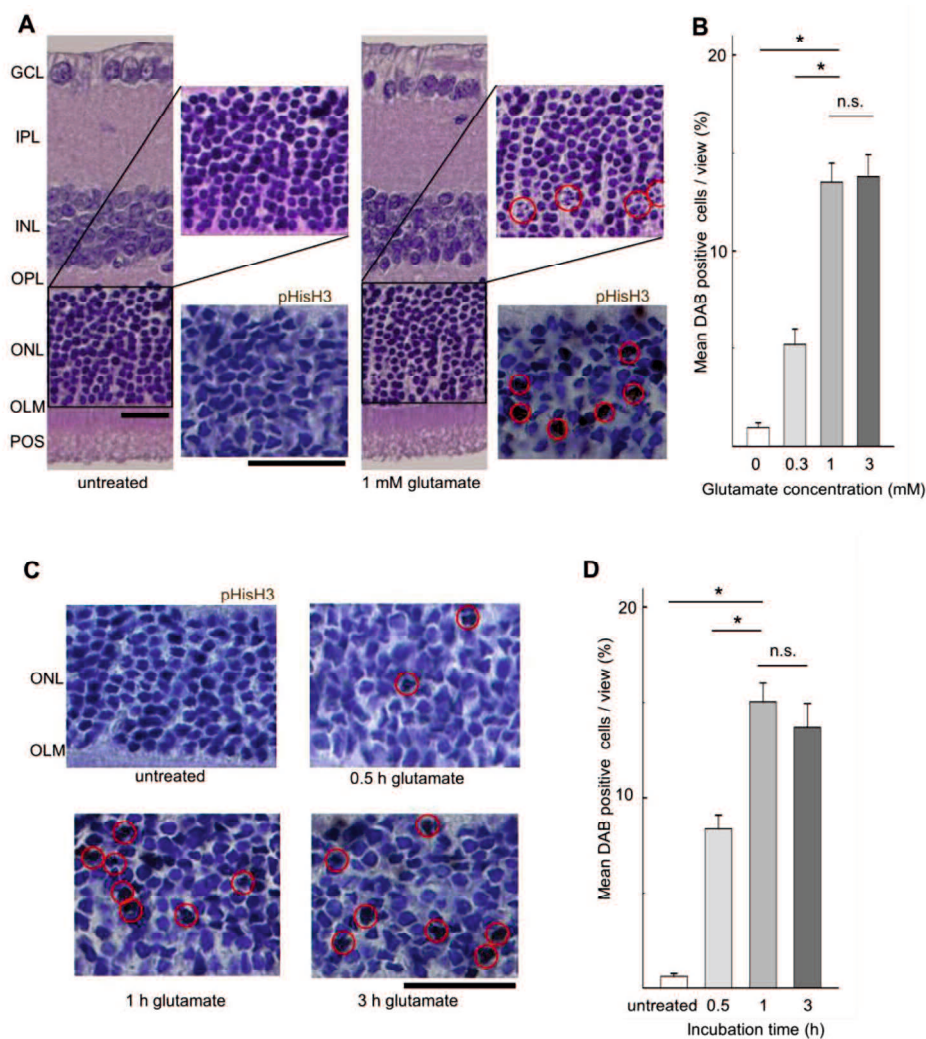 A
GCL
IPL
INL
OPL
ONL
OLM
POS
pHisH3
pHisH3
untreated
1 mM glutamate
B
Mean DAB positive cells / view (%)
20
10
*
*
n.s.
0 0.3 1 3
Glutamate concentration (mM)
C
pHisH3
ONL
OLM
untreated
0.5 h glutamate
1 h glutamate
3 h glutamate
D
Mean DAB positive cells / view (%)
20
10
*
*
n.s.
untreated 0.5 1 3
Incubation time (h)